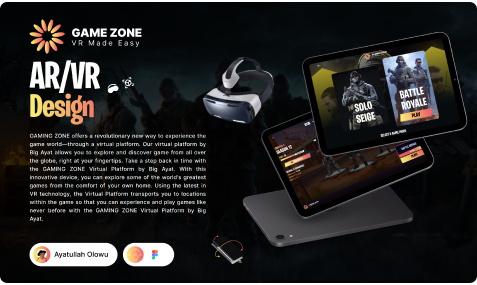 GAME ZONE
VR Made Easy
AR/VR
Design
GAMING ZONE offers a revolutionary new way to experience the
game world—through a virtual platform. Our virtual platform by
Big Ayat allows you to explore and discover game from all over
the globe, right at your fingertips. Take a step back in time with
the GAMING ZONE Virtual Platform by Big Ayat. With this
innovative device, you can explore some of the world's greatest
games from the comfort of your own home. Using the latest in
VR technology, the Virtual Platform transports you to locations
within the game so that you can experience and play games like
never before with the GAMING ZONE Virtual Platform by Big
Ayat.
Ayatullah Olowu
SOLO
SEIGE
BATTLE
ROYALE
PLAY
SELECT A GAME MODE
SEASON 11